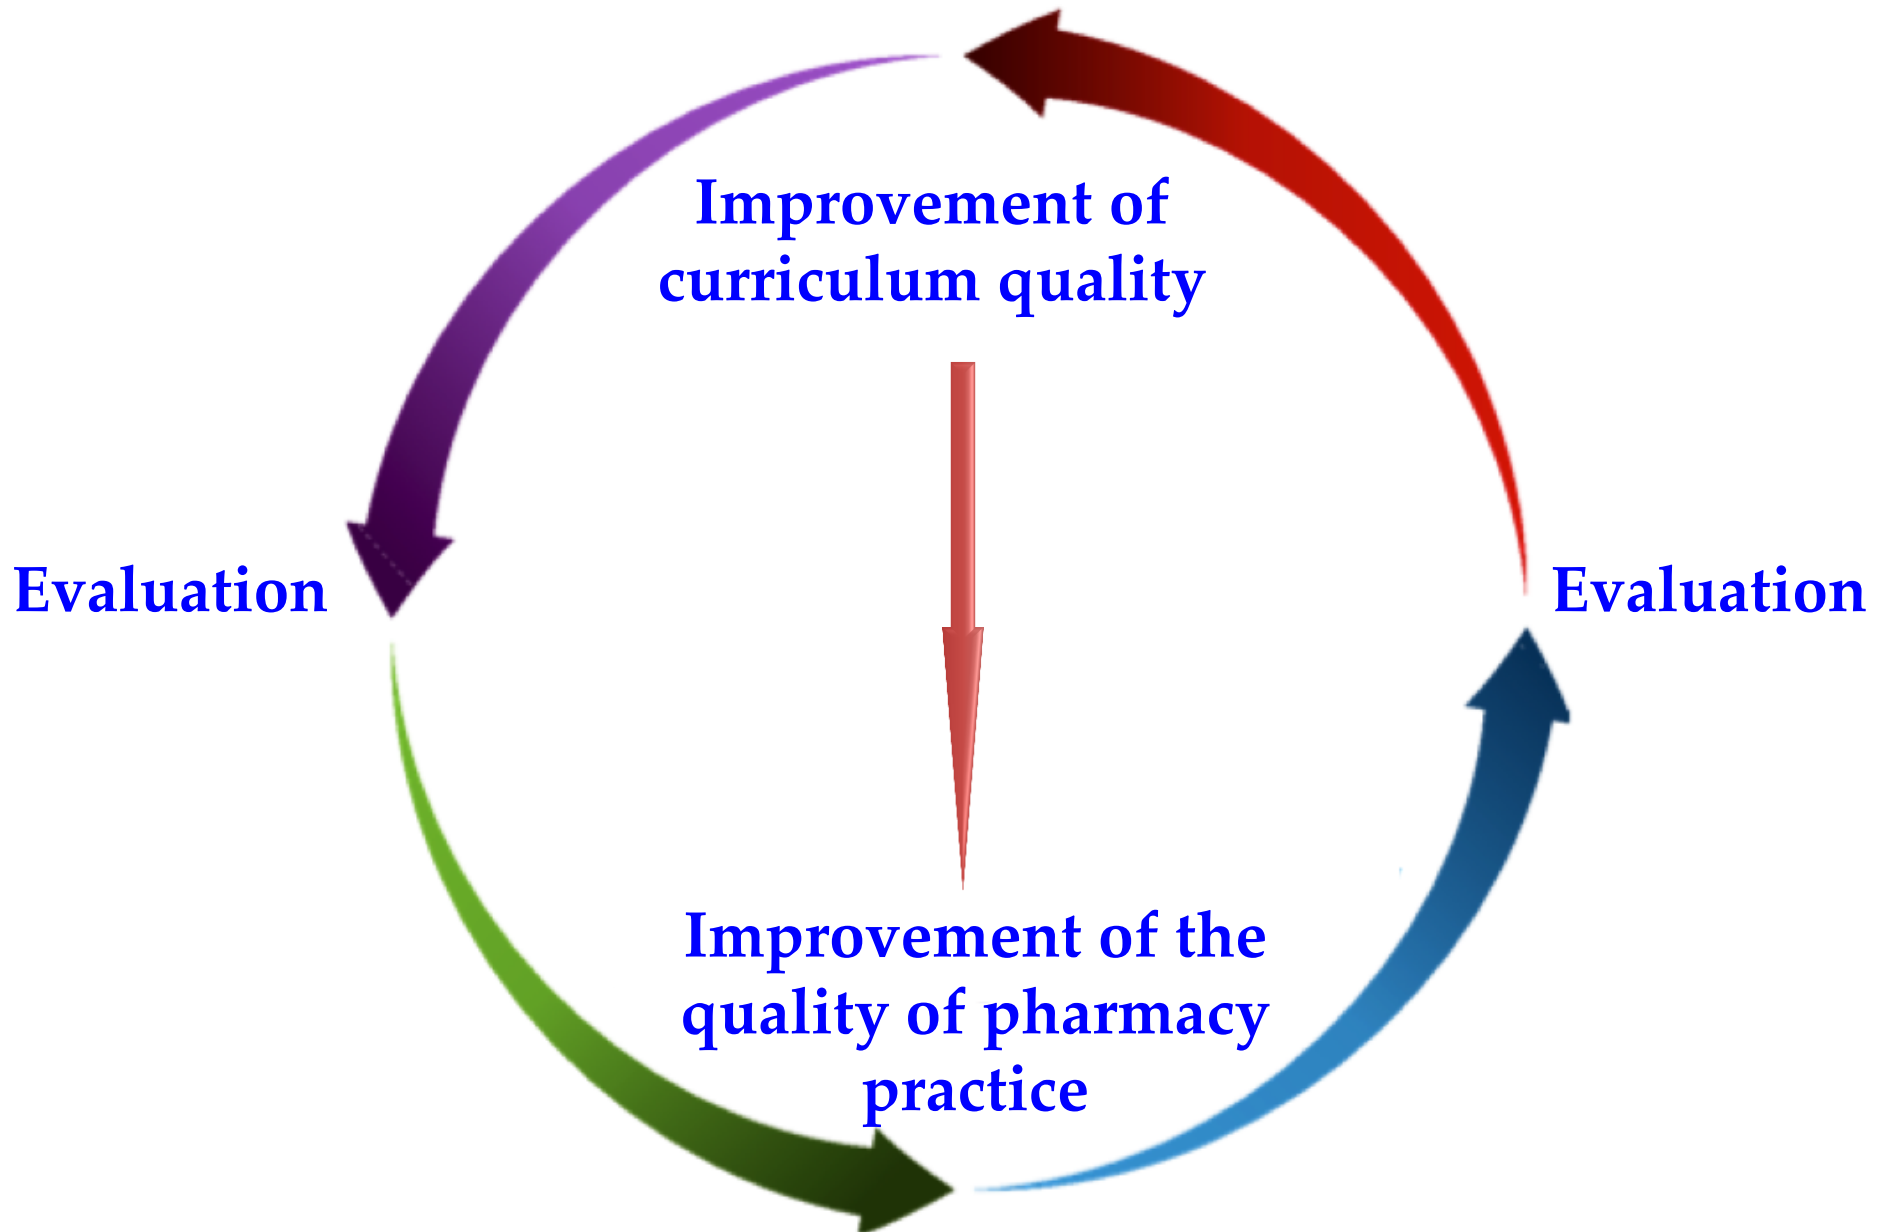 Improvement of
curriculum quality
Evaluation
Evaluation
Improvement of the
quality of pharmacy
practice